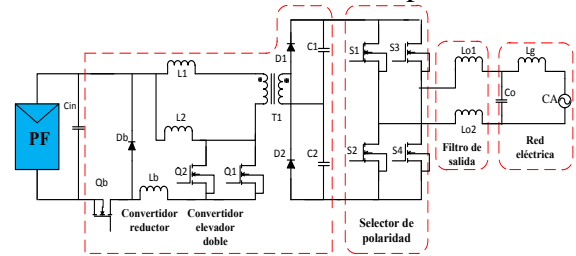 C1
D1
S1
S3
Lo1
Lg
L1
Cin
L2
T1
Co
CA
PF
Db
Lo2
D2
C2
S2
S4
Qb
Lb
Q2
Q1
Filtro de
salida
Red
eléctrica
Convertidor
reductor
Convertidor
elevador
doble
Selector de
polaridad